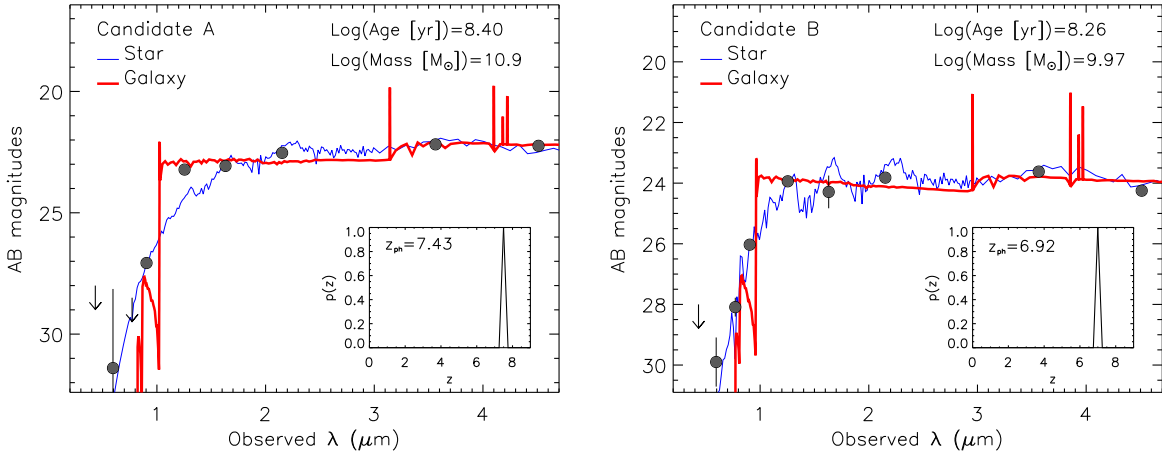 Candidate A
Star
Galaxy
Log(Age [yr])=8.40
Log(Mass [M⊙])=10.9
20
25
30
AB magnitudes
1
2
3
4
Observed λ (μm)
z_ph=7.43
1.0
0.8
0.6
0.4
0.2
0.0
p(z)
0 2 4 6 8
z
Candidate B
Star
Galaxy
Log(Age [yr])=8.26
Log(Mass [M⊙])=9.97
20
22
24
26
28
30
AB magnitudes
1
2
3
4
Observed λ (μm)
z_ph=6.92
1.0
0.8
0.6
0.4
0.2
0.0
p(z)
0 2 4 6 8
z